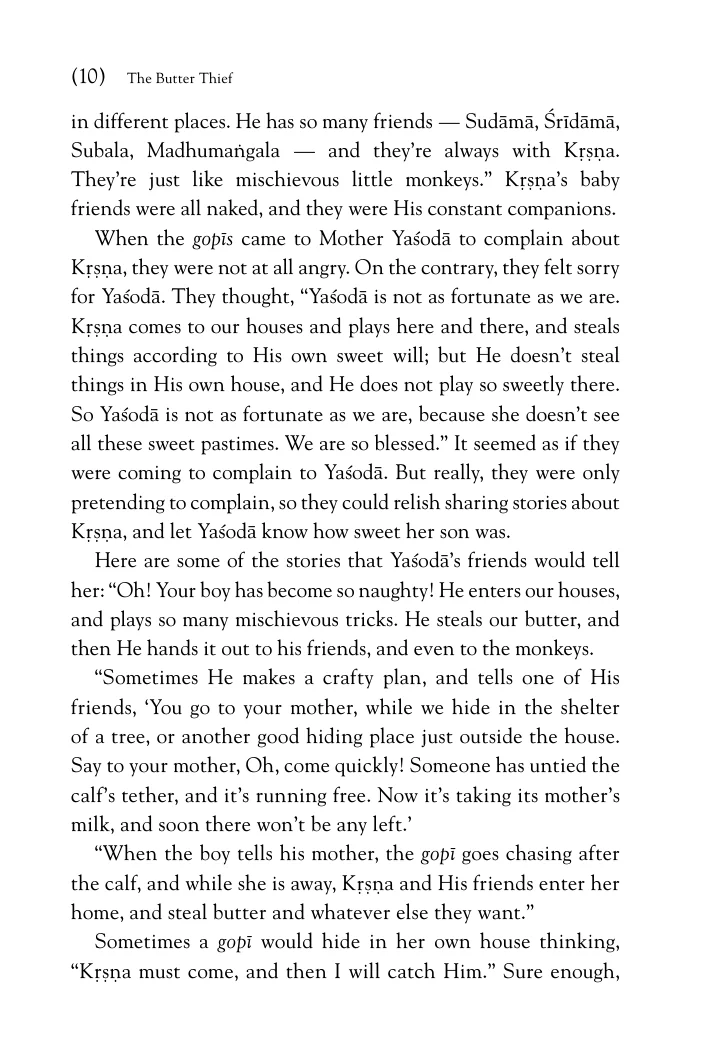 (10) The Butter Thief
in different places. He has so many friends — Sudāmā, Śrīdāmā,
Subala, Madhumaṅgala — and they're always with Kṛṣṇa.
They're just like mischievous little monkeys.” Kṛṣṇa's baby
friends were all naked, and they were His constant companions.
When the gopīs came to Mother Yaśodā to complain about
Kṛṣṇa, they were not at all angry. On the contrary, they felt sorry
for Yaśodā. They thought, “Yaśodā is not as fortunate as we are.
Kṛṣṇa comes to our houses and plays here and there, and steals
things according to His own sweet will; but He doesn't steal
things in His own house, and He does not play so sweetly there.
So Yaśodā is not as fortunate as we are, because she doesn't see
all these sweet pastimes. We are so blessed.” It seemed as if they
were coming to complain to Yaśodā. But really, they were only
pretending to complain, so they could relish sharing stories about
Kṛṣṇa, and let Yaśodā know how sweet her son was.
Here are some of the stories that Yaśodā's friends would tell
her: “Oh! Your boy has become so naughty! He enters our houses,
and plays so many mischievous tricks. He steals our butter, and
then He hands it out to his friends, and even to the monkeys.
“Sometimes He makes a crafty plan, and tells one of His
friends, ‘You go to your mother, while we hide in the shelter
of a tree, or another good hiding place just outside the house.
Say to your mother, Oh, come quickly! Someone has untied the
calf's tether, and it's running free. Now it's taking its mother's
milk, and soon there won't be any left.’
“When the boy tells his mother, the gopī goes chasing after
the calf, and while she is away, Kṛṣṇa and His friends enter her
home, and steal butter and whatever else they want.”
Sometimes a gopī would hide in her own house thinking,
“Kṛṣṇa must come, and then I will catch Him.” Sure enough,